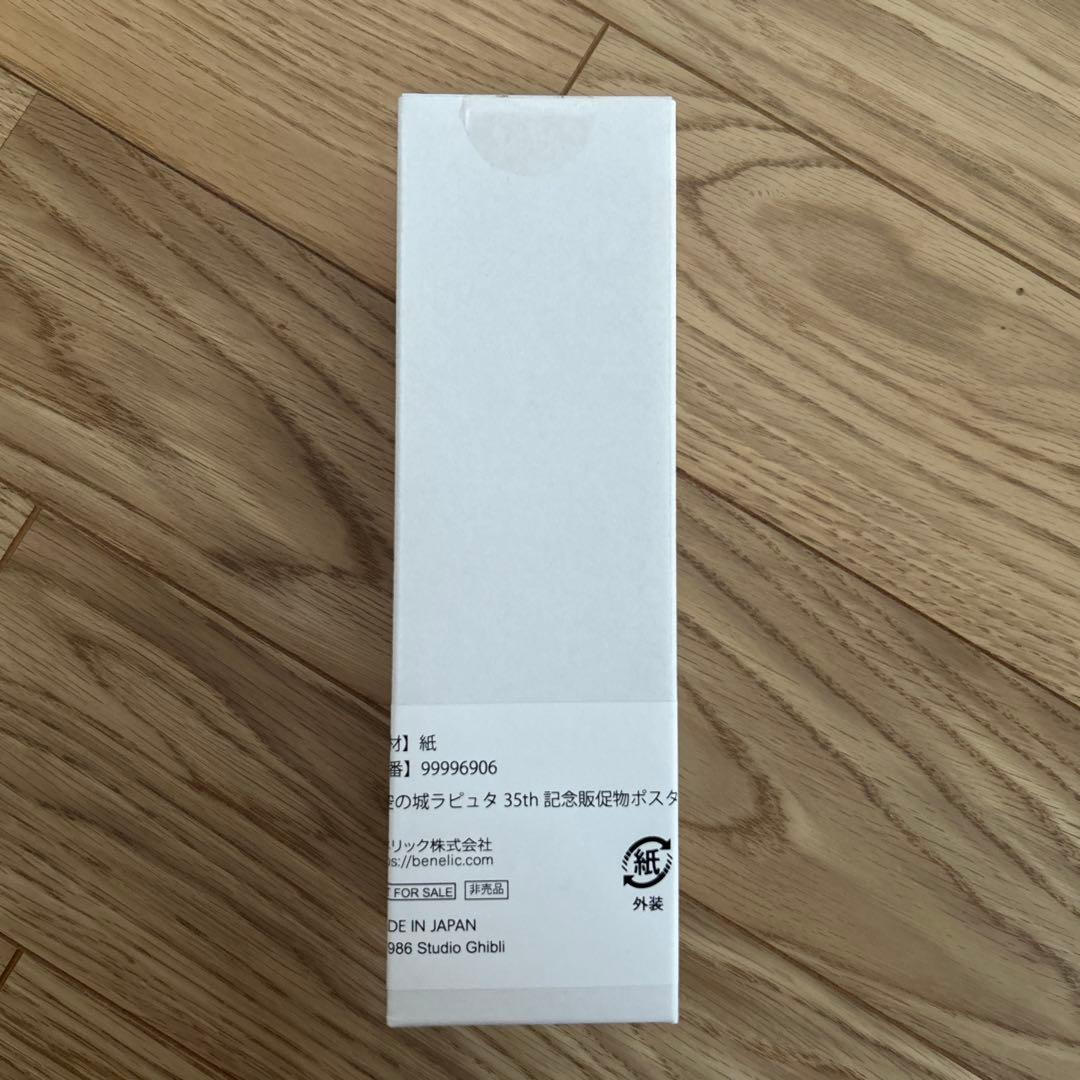 材】紙
番】99996906
空の城ラピュタ 35th 記念販促物ポスタ
リック株式会社
ps://benelic.com
T FOR SALE 非売品
紙
外装
DE IN JAPAN
986 Studio Ghibli